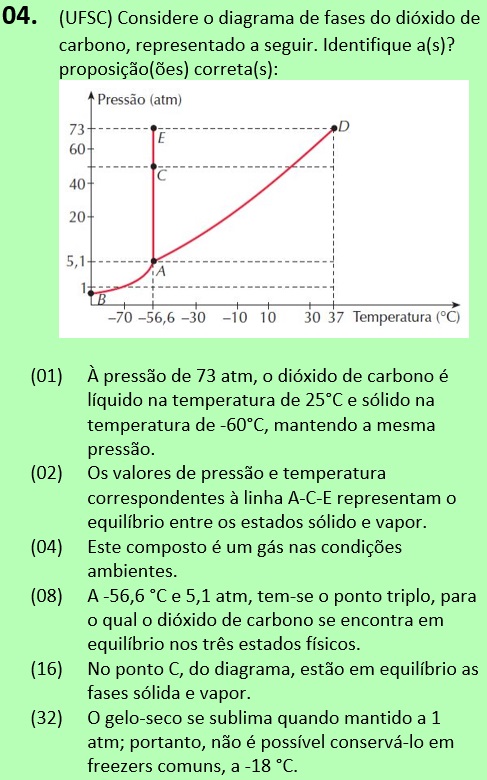 04. (UFSC) Considere o diagrama de fases do dióxido de
carbono, representado a seguir. Identifique a(s)?
proposição(ões) correta(s):
Pressão (atm)
73
E
D
60
C
40
20
5,1
A
1
B
–70 –56,6 –30 –10 10 30 37 Temperatura (°C)
(01) À pressão de 73 atm, o dióxido de carbono é
líquido na temperatura de 25°C e sólido na
temperatura de -60°C, mantendo a mesma
pressão.
(02) Os valores de pressão e temperatura
correspondentes à linha A-C-E representam o
equilíbrio entre os estados sólido e vapor.
(04) Este composto é um gás nas condições
ambientes.
(08) A -56,6 °C e 5,1 atm, tem-se o ponto triplo, para
o qual o dióxido de carbono se encontra em
equilíbrio nos três estados físicos.
(16) No ponto C, do diagrama, estão em equilíbrio as
fases sólida e vapor.
(32) O gelo-seco se sublima quando mantido a 1
atm; portanto, não é possível conservá-lo em
freezers comuns, a -18 °C.